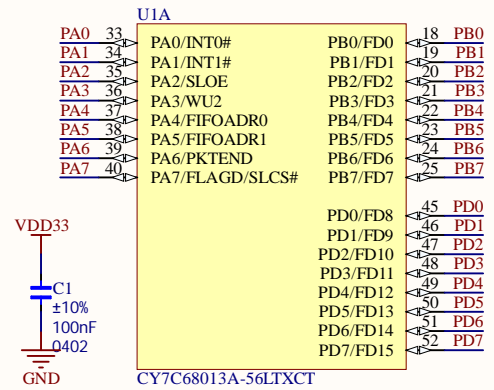 U1A
PA0 33 PA0/INT0# PB0/FD0 18 PB0
PA1 34 PA1/INT1# PB1/FD1 19 PB1
PA2 35 PA2/SLOE PB2/FD2 20 PB2
PA3 36 PA3/WU2 PB3/FD3 21 PB3
PA4 37 PA4/FIFOADR0 PB4/FD4 22 PB4
PA5 38 PA5/FIFOADR1 PB5/FD5 23 PB5
PA6 39 PA6/PKTEND PB6/FD6 24 PB6
PA7 40 PA7/FLAGD/SLCS# PB7/FD7 25 PB7
PD0/FD8 45 PD0
PD1/FD9 46 PD1
PD2/FD10 47 PD2
PD3/FD11 48 PD3
PD4/FD12 49 PD4
PD5/FD13 50 PD5
PD6/FD14 51 PD6
PD7/FD15 52 PD7
VDD33
C1
±10%
100nF
0402
GND
CY7C68013A-56LTXCT